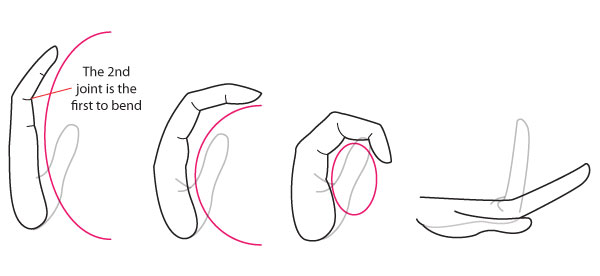 The 2nd
joint is the
first to bend